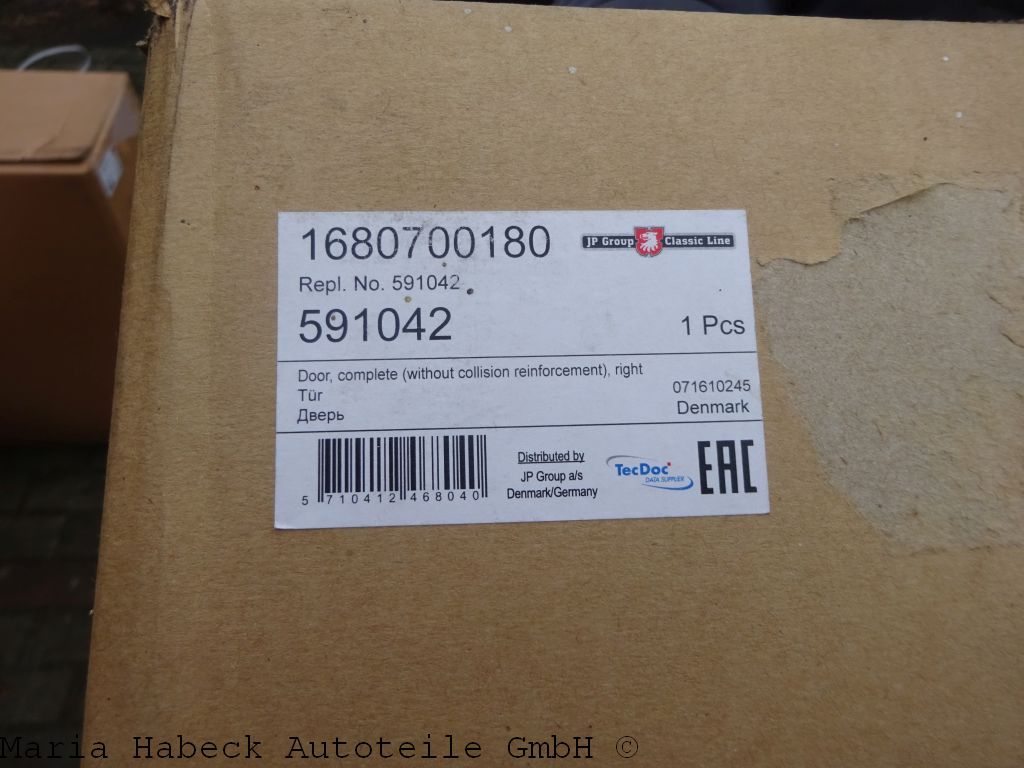 1680700180
JP Group Classic Line
Repl. No. 591042
591042
1 Pcs
Door, complete (without collision reinforcement), right
Tür
071610245
Дверь
Denmark
5 710412 468040
Distributed by
JP Group a/s
Denmark/Germany
TecDoc
DATA SUPPLIER
EAC
Maria Habeck Autoteile GmbH ©